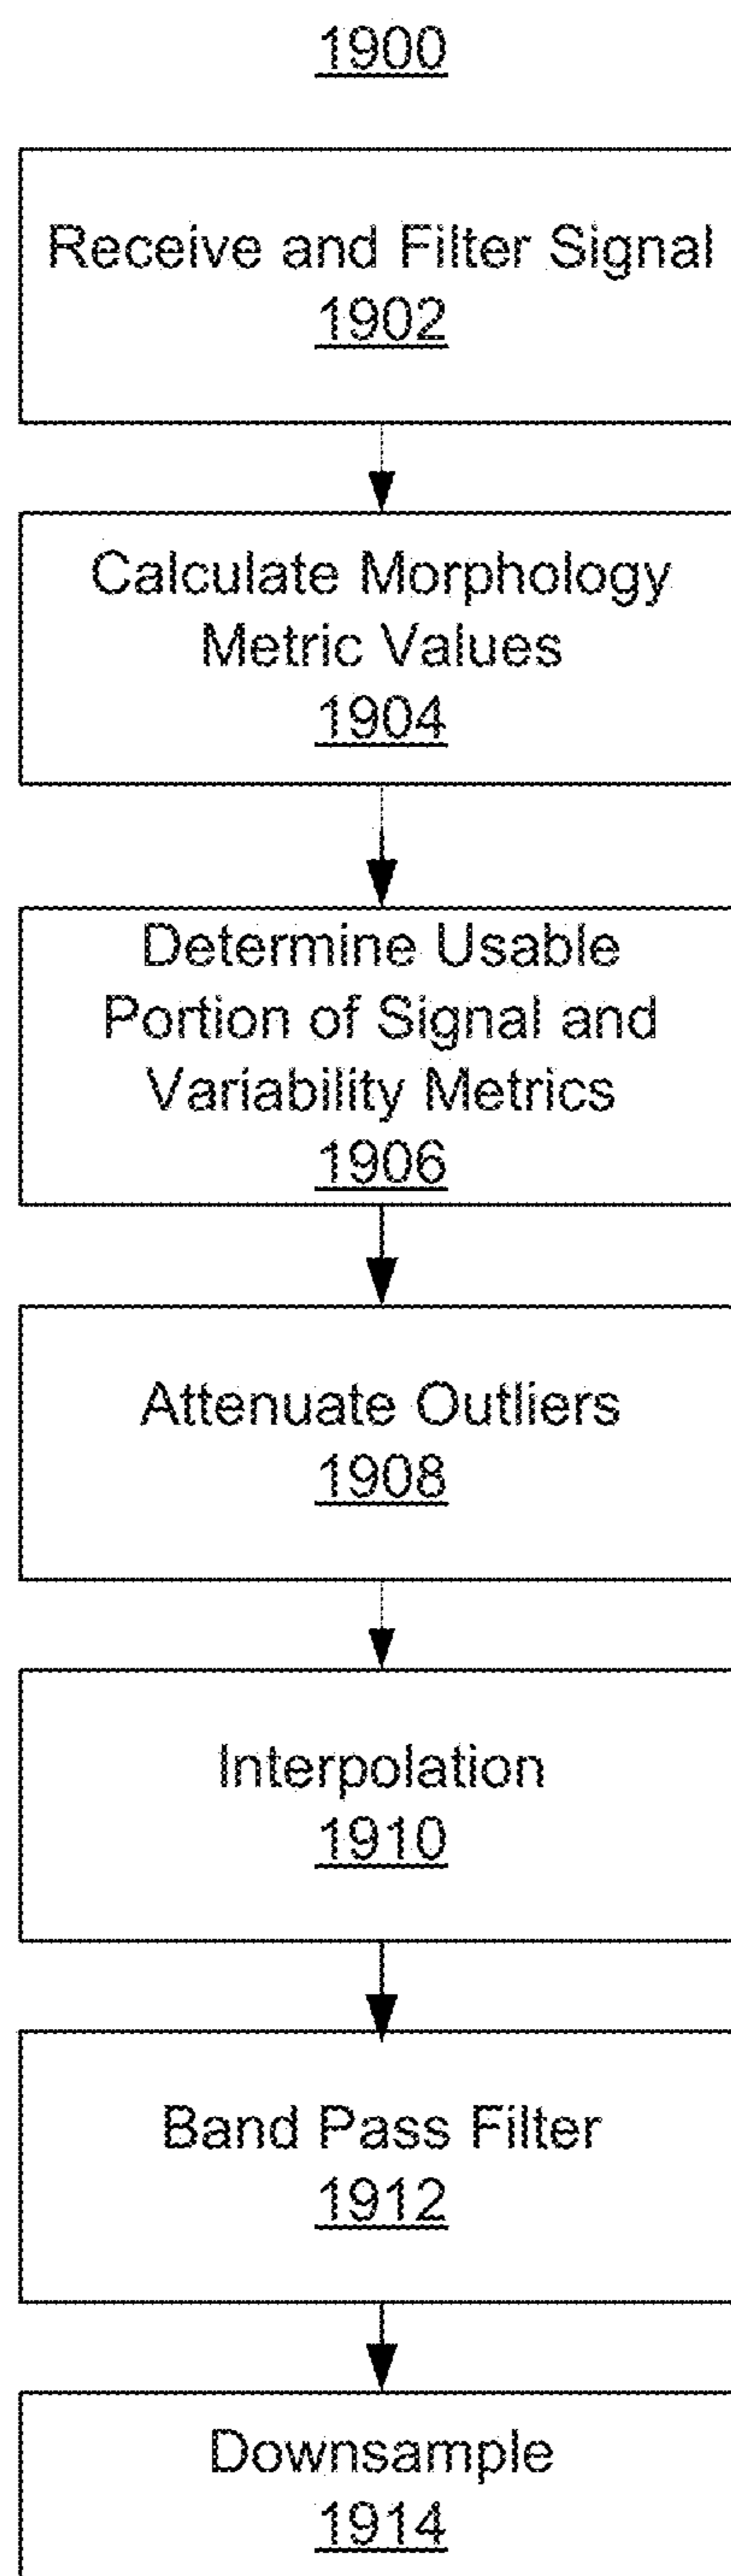 1900
Receive and Filter Signal
1902
Calculate Morphology
Metric Values
1904
Determine Usable
Portion of Signal and
Variability Metrics
1906
Attenuate Outliers
1908
Interpolation
1910
Band Pass Filter
1912
Downsample
1914